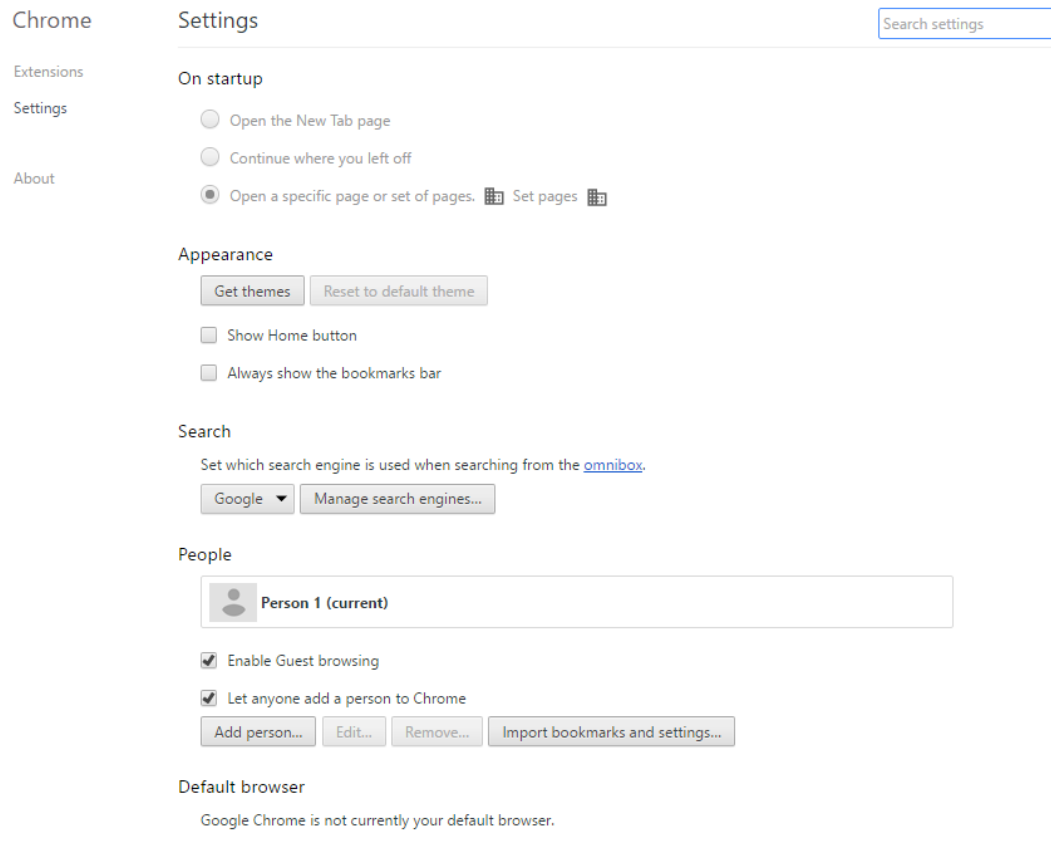 Chrome
Settings
Search settings
Extensions
Settings
About
On startup
Open the New Tab page
Continue where you left off
Open a specific page or set of pages. Set pages
Appearance
Get themes Reset to default theme
Show Home button
Always show the bookmarks bar
Search
Set which search engine is used when searching from the omnibox.
Google Manage search engines...
People
Person 1 (current)
Enable Guest browsing
Let anyone add a person to Chrome
Add person... Edit... Remove... Import bookmarks and settings...
Default browser
Google Chrome is not currently your default browser.